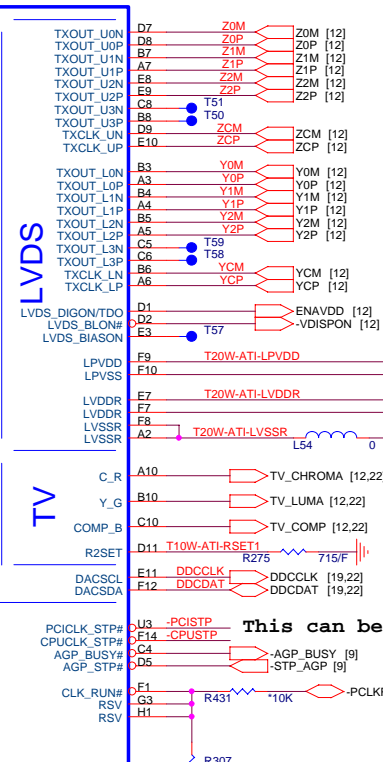 TXOUT_U0N D7 Z0M Z0M [12]
TXOUT_U0P D8 Z0P Z0P [12]
TXOUT_U1N B7 Z1M Z1M [12]
TXOUT_U1P A7 Z1P Z1P [12]
TXOUT_U2N E8 Z2M Z2M [12]
TXOUT_U2P E9 Z2P Z2P [12]
TXOUT_U3N C8 T51
TXOUT_U3P B8 T50
TXCLK_UN D9 ZCM ZCM [12]
TXCLK_UP E10 ZCP ZCP [12]
LVDS
TXOUT_L0N B3 Y0M Y0M [12]
TXOUT_L0P A3 Y0P Y0P [12]
TXOUT_L1N B4 Y1M Y1M [12]
TXOUT_L1P A4 Y1P Y1P [12]
TXOUT_L2N B5 Y2M Y2M [12]
TXOUT_L2P A5 Y2P Y2P [12]
TXOUT_L3N C5 T59
TXOUT_L3P C6 T58
TXCLK_LN B6 YCM YCM [12]
TXCLK_LP A6 YCP YCP [12]
LVDS_DIGON/TDO D1 ENAVDD [12]
LVDS_BLON# D2 -VDISPON [12]
LVDS_BIASON E3 T57
LPVDD F9 T20W-ATI-LPVDD
LPVSS F10
LVDDR E7 T20W-ATI-LVDDR
LVDDR F7
LVSSR F8
LVSSR A2 T20W-ATI-LVSSR
L54 0
TV
C_R A10 TV_CHROMA [12,22
Y_G B10 TV_LUMA [12,22]
COMP_B C10 TV_COMP [12,22]
R2SET D11 T10W-ATI-RSET1
R275 715/F
DACSCL E11 DDCCLK DDCCLK [19,22]
DACSDA F12 DDCDAT DDCDAT [19,22]
PCICLK_STP# U3 -PCISTP This can be
CPUCLK_STP# F14 -CPUSTP
AGP_BUSY# C4 -AGP_BUSY [9]
AGP_STP# D5 -STP_AGP [9]
CLK_RUN# F1 R431 *10K
RSV G3
RSV H1
R307